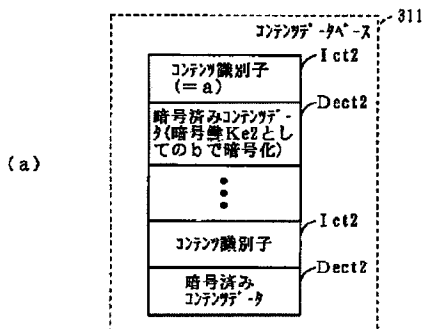 311
コンテンツデータベース
Ict2
コンテンツ識別子
(=a)
Dect2
暗号済みコンテンツデー
タ(暗号鍵Ke2とし
てのbで暗号化)
(a)
Ict2
コンテンツ識別子
Dect2
暗号済み
コンテンツデータ